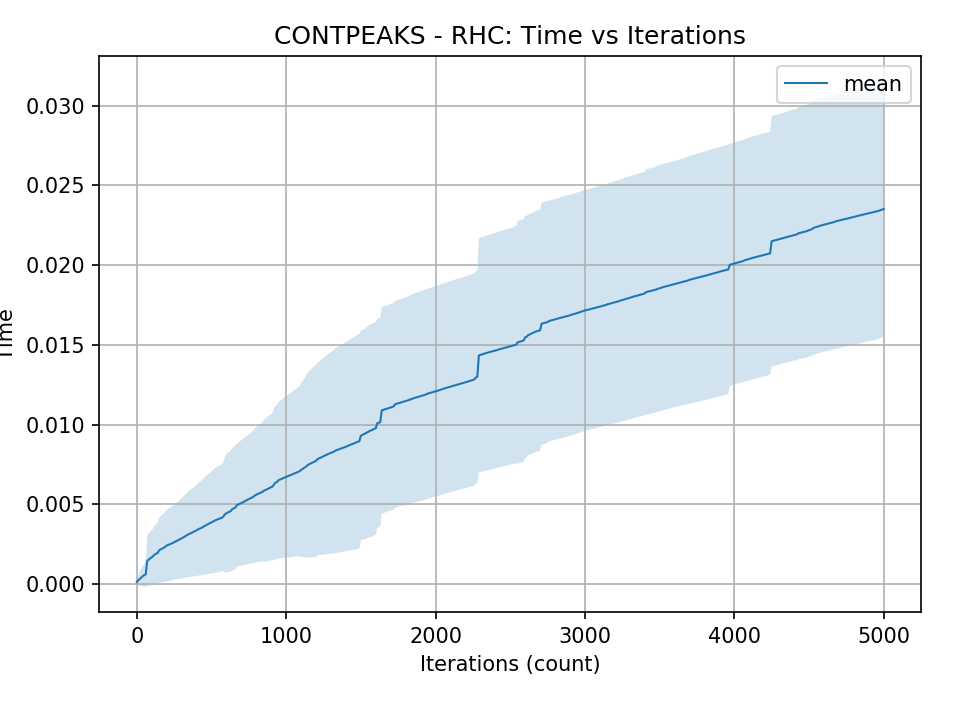 CONTPEAKS - RHC: Time vs Iterations
mean
0.030
0.025
0.020
0.015
0.010
0.005
0.000
Time
0 1000 2000 3000 4000 5000
Iterations (count)